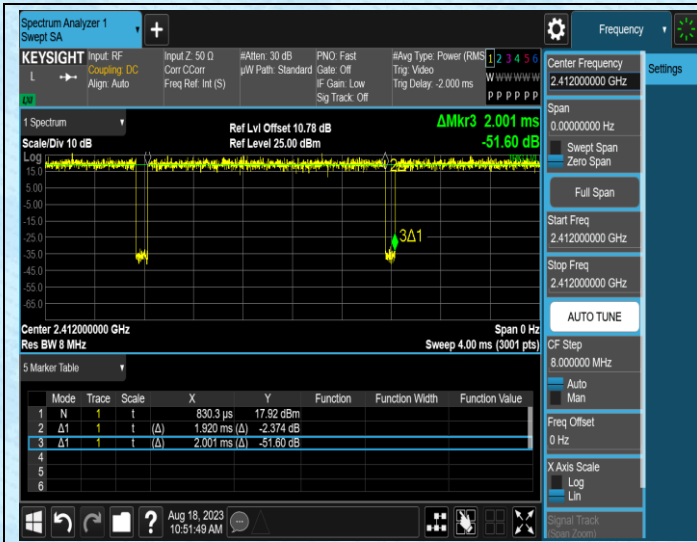 Spectrum Analyzer 1
Swept SA
Frequency
KEYSIGHT
L
Input: RF
Coupling: DC
Align: Auto
Input Z: 50 Ω
Corr CCorr
Freq Ref: Int (S)
#Atten: 30 dB
µW Path: Standard
PNO: Fast
Gate: Off
IF Gain: Low
Sig Track: Off
#Avg Type: Power (RMS
Trig: Video
Trig Delay: -2.000 ms
1 2 3 4 5 6
W W W W W W
P P P P P P
1 Spectrum
Scale/Div 10 dB
Ref Lvl Offset 10.78 dB
Ref Level 25.00 dBm
ΔMkr3 2.001 ms
-51.60 dB
Log
15.0
5.00
-5.00
-15.0
-25.0
-35.0
-45.0
-55.0
-65.0
3Δ1
Center 2.412000000 GHz
Span 0 Hz
Res BW 8 MHz
Sweep 4.00 ms (3001 pts)
5 Marker Table
Mode Trace Scale X Y Function Function Width Function Value
1 N 1 t 830.3 µs 17.92 dBm
2 Δ1 1 t (Δ) 1.920 ms (Δ) -2.374 dB
3 Δ1 1 t (Δ) 2.001 ms (Δ) -51.60 dB
4
5
6
?
Aug 18, 2023
10:51:49 AM
Center Frequency
2.412000000 GHz
Settings
Span
0.00000000 Hz
Swept Span
Zero Span
Full Span
Start Freq
2.412000000 GHz
Stop Freq
2.412000000 GHz
AUTO TUNE
CF Step
8.000000 MHz
Auto
Man
Freq Offset
0 Hz
X Axis Scale
Log
Lin
Signal Track
(Span Zoom)